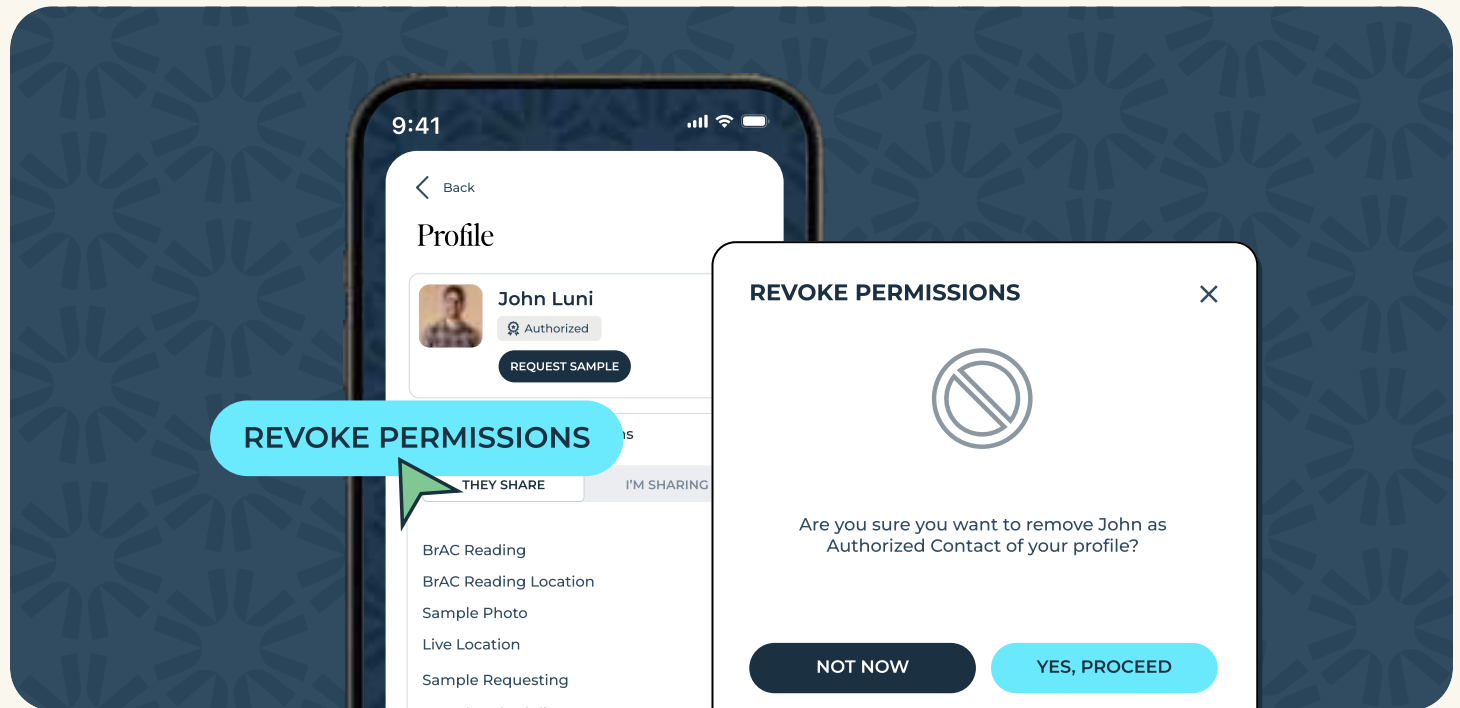 9:41
Back
Profile
John Luni
Authorized
REQUEST SAMPLE
REVOKE PERMISSIONS
THEY SHARE
I'M SHARING
BrAC Reading
BrAC Reading Location
Sample Photo
Live Location
Sample Requesting
REVOKE PERMISSIONS
Are you sure you want to remove John as
Authorized Contact of your profile?
NOT NOW
YES, PROCEED